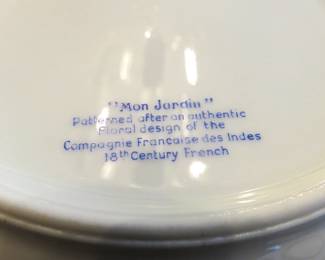 "Mon Jardin"
Patterned after an authentic
Floral design of the
Compagnie Francaise des Indes
18th Century French